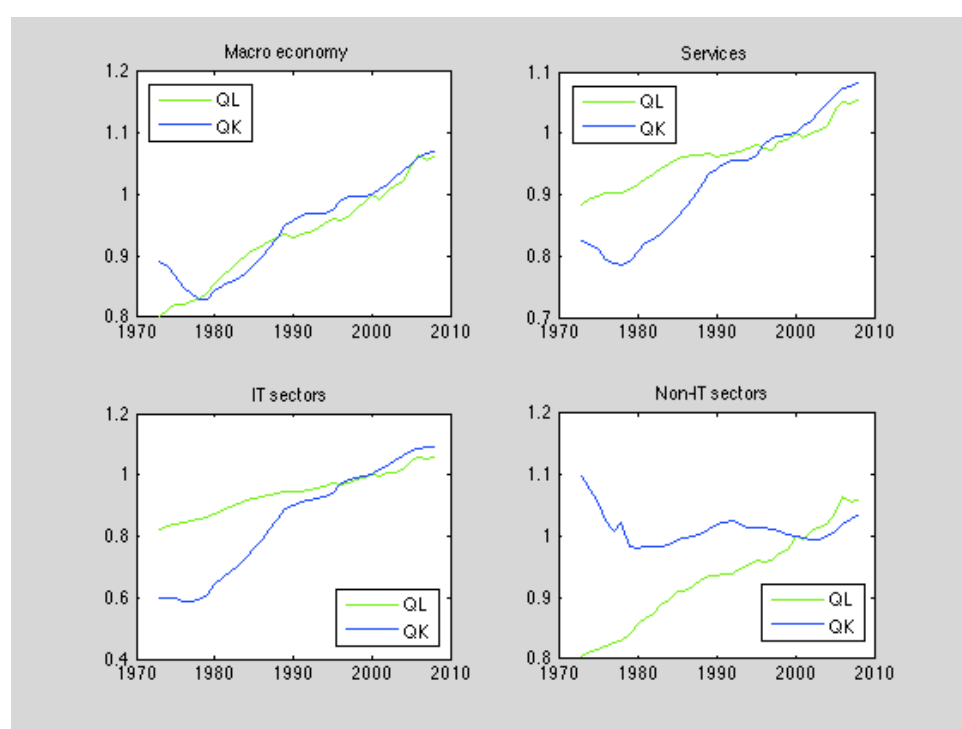 Macro economy
1.2
1.1
1
0.9
0.8
QL
QK
1970 1980 1990 2000 2010
Services
1.1
1
0.9
0.8
0.7
QL
QK
1970 1980 1990 2000 2010
IT sectors
1.2
1
0.8
0.6
0.4
QL
QK
1970 1980 1990 2000 2010
Non-IT sectors
1.2
1.1
1
0.9
0.8
QL
QK
1970 1980 1990 2000 2010